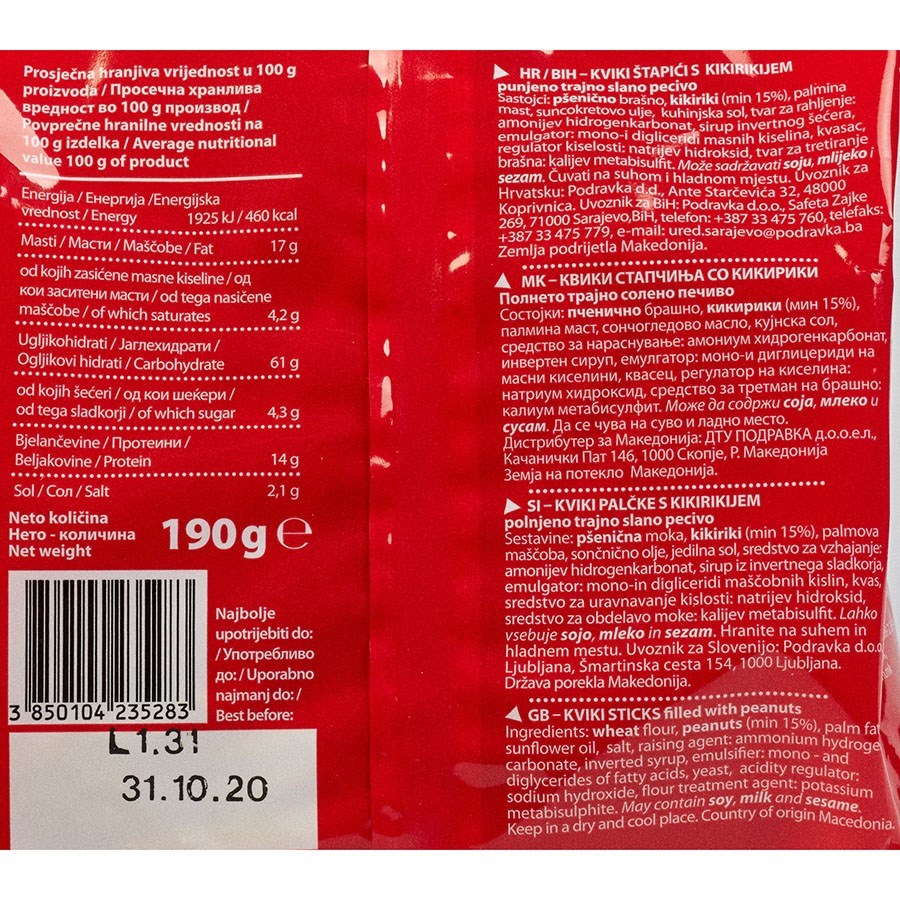 Prosječna hranjiva vrijednost u 100 g
proizvoda / Просечна хранлива
вредност во 100 g производ /
Povprečne hranilne vrednosti na
100 g izdelka / Average nutritional
value 100 g of product
Energija / Енергија /Energijska
vrednost / Energy 1925 kJ / 460 kcal
Masti / Масти / Maščobe / Fat 17 g
od kojih zasićene masne kiseline / од
кои заситени масти / od tega nasičene
maščobe / of which saturates 4,2 g
Ugljikohidrati / Јаглехидрати /
Ogljikovi hidrati / Carbohydrate 61 g
od kojih šećeri / од кои шеќери /
od tega sladkorji / of which sugar 4,3 g
Bjelančevine / Протеини /
Beljakovine / Protein 14 g
Sol / Сол / Salt 2,1 g
Neto količina
Нето - количина
Net weight
190 g e
3 850104 235283
Najbolje
upotrijebiti do:
/ Употребливо
до: / Uporabno
najmanj do: /
Best before:
L1.31
31.10.20
HR / BIH – KVIKI ŠTAPIĆI S KIKIRIKIJEM
punjeno trajno slano pecivo
Sastojci: pšenično brašno, kikiriki (min 15%), palmina
mast, suncokretovo ulje, kuhinjska sol, tvar za rahljenje:
amonijev hidrogenkarbonat, sirup invertnog šećera,
emulgator: mono-i digliceridi masnih kiselina, kvasac,
regulator kiselosti: natrijev hidroksid, tvar za tretiranje
brašna: kalijev metabisulfit. Može sadržavati soju, mlijeko i
sezam. Čuvati na suhom i hladnom mjestu. Uvoznik za
Hrvatsku: Podravka d.d., Ante Starčevića 32, 48000
Koprivnica. Uvoznik za BiH: Podravka d.o.o., Safeta Zajke
269, 71000 Sarajevo,BiH, telefon: +387 33 475 760, telefaks:
+387 33 475 779, e-mail: ured.sarajevo@podravka.ba
Zemlja podrijetla Makedonija.
МК – КВИКИ СТАПЧИЊА СО КИКИРИКИ
Полнето трајно солено печиво
Состојки: пченично брашно, кикирики (мин 15%),
палмина маст, сончогледово масло, кујнска сол,
средство за нараснување: амониум хидрогенкарбонат,
инвертен сируп, емулгатор: моно-и диглицериди на
масни киселини, квасец, регулатор на киселина:
натриум хидроксид, средство за третман на брашно:
калиум метабисулфит. Може да содржи соја, млеко и
сусам. Да се чува на суво и ладно место.
Дистрибутер за Македонија: ДТУ ПОДРАВКА д.о.о.е.л.,
Качанички Пат 146, 1000 Скопје, Р. Македонија
Земја на потекло Македонија.
SI – KVIKI PALČKE S KIKIRIKIJEM
polnjeno trajno slano pecivo
Sestavine: pšenična moka, kikiriki (min 15%), palmova
maščoba, sončnično olje, jedilna sol, sredstvo za vzhajanje:
amonijev hidrogenkarbonat, sirup iz invertnega sladkorja,
emulgator: mono-in digliceridi maščobnih kislin, kvas,
sredstvo za uravnavanje kislosti: natrijev hidroksid,
sredstvo za obdelavo moke: kalijev metabisulfit. Lahko
vsebuje sojo, mleko in sezam. Hranite na suhem in
hladnem mestu. Uvoznik za Slovenijo: Podravka d.o.o
Ljubljana, Šmartinska cesta 154, 1000 Ljubljana.
Država porekla Makedonija.
GB – KVIKI STICKS filled with peanuts
Ingredients: wheat flour, peanuts (min 15%), palm fat
sunflower oil, salt, raising agent: ammonium hydroge
carbonate, inverted syrup, emulsifier: mono - and
diglycerides of fatty acids, yeast, acidity regulator:
sodium hydroxide, flour treatment agent: potassium
metabisulphite. May contain soy, milk and sesame.
Keep in a dry and cool place. Country of origin Macedonia.